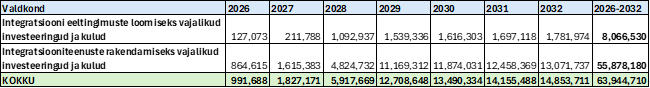 Valdkond 2026 2027 2028 2029 2030 2031 2032 2026-2032
Integratsiooni eeltingimuste loomiseks vajalikud
investeeringud ja kulud 127,073 211,788 1,092,937 1,539,336 1,616,303 1,697,118 1,781,974 8,066,530
Integratsiooniteenuste rakendamiseks vajalikud
investeeringud ja kulud 864,615 1,615,383 4,824,732 11,169,312 11,874,031 12,458,369 13,071,737 55,878,180
KOKKU 991,688 1,827,171 5,917,669 12,708,648 13,490,334 14,155,488 14,853,711 63,944,710